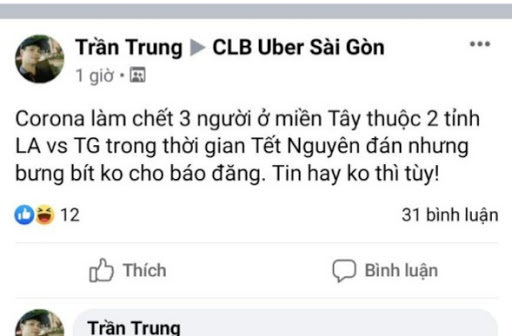 Trần Trung ▶ CLB Uber Sài Gòn
1 giờ •
Corona làm chết 3 người ở miền Tây thuộc 2 tỉnh
LA vs TG trong thời gian Tết Nguyên đán nhưng
bưng bít ko cho báo đăng. Tin hay ko thì tùy!
12
31 bình luận
Thích
Bình luận
Trần Trung